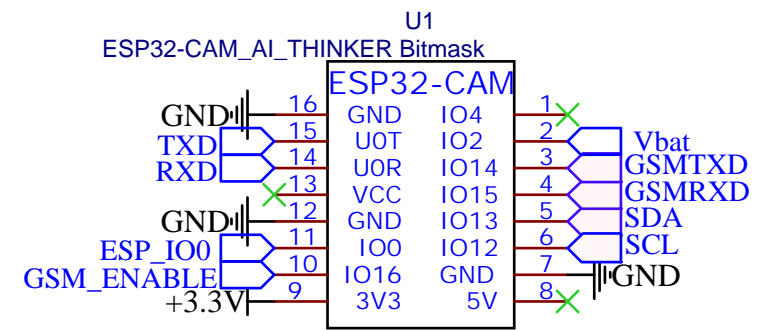 U1
ESP32-CAM_AI_THINKER Bitmask
ESP32-CAM
GND 16 GND IO4 1
TXD 15 U0T IO2 2 Vbat
RXD 14 U0R IO14 3 GSMTXD
13 VCC IO15 4 GSMRXD
GND 12 GND IO13 5 SDA
ESP_IO0 11 IO0 IO12 6 SCL
GSM_ENABLE 10 IO16 GND 7 GND
+3.3V 9 3V3 5V 8